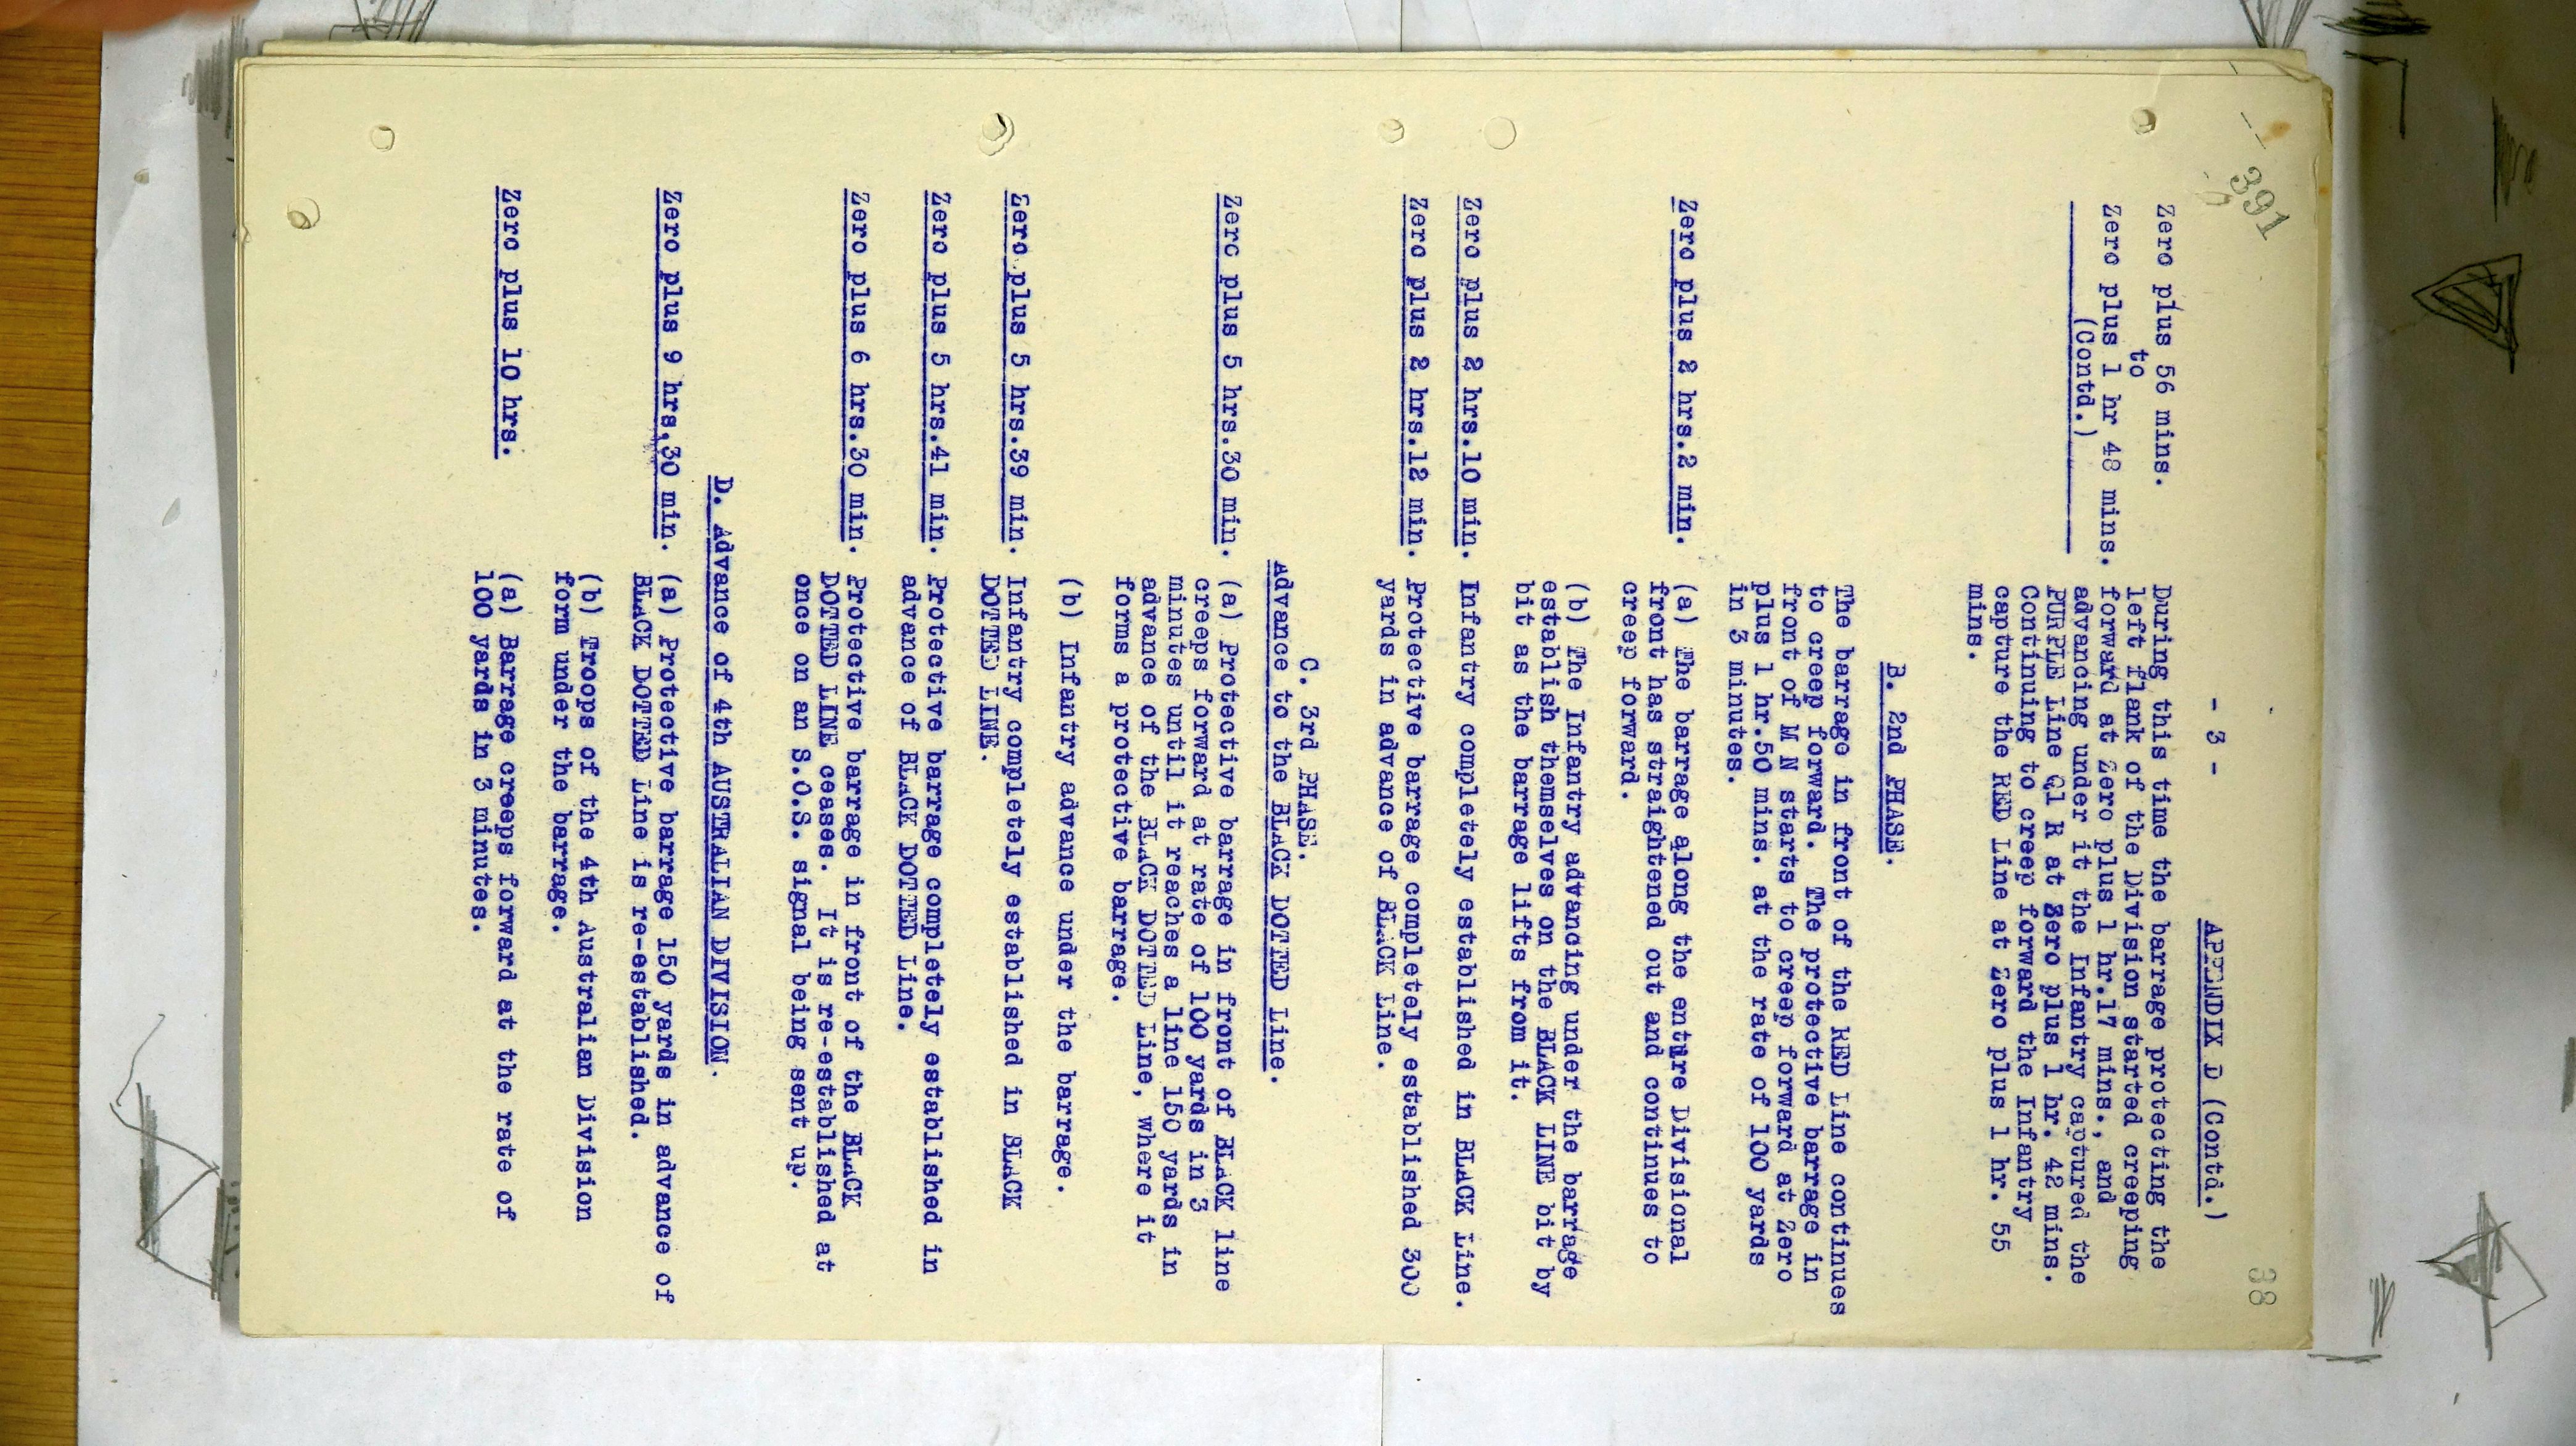 391
38
- 3 -
APPENDIX D (Contd.)
Zero plus 56 mins.
to
Zero plus 1 hr 48 mins.
(Contd.)
During this time the barrage protecting the
left flank of the Division started creeping
forward at Zero plus 1 hr.17 mins., and
advancing under it the Infantry captured the
PURPLE Line Q1 R at Zero plus 1 hr. 42 mins.
Continuing to creep forward the Infantry
capture the RED Line at Zero plus 1 hr. 55
mins.
B. 2nd PHASE.
The barrage in front of the RED Line continues
to creep forward. The protective barrage in
front of M N starts to creep forward at Zero
plus 1 hr.50 mins. at the rate of 100 yards
in 3 minutes.
Zero plus 2 hrs.2 min.
(a) The barrage along the entire Divisional
front has straightened out and continues to
creep forward.
(b) The Infantry advancing under the barrage
establish themselves on the BLACK LINE bit by
bit as the barrage lifts from it.
Zero plus 2 hrs.10 min. Infantry completely established in BLACK Line.
Zero plus 2 hrs.12 min. Protective barrage completely established 300
yards in advance of BLACK Line.
C. 3rd PHASE.
Advance to the BLACK DOTTED Line.
Zero plus 5 hrs.30 min. (a) Protective barrage in front of BLACK line
creeps forward at rate of 100 yards in 3
minutes until it reaches a line 150 yards in
advance of the BLACK DOTTED Line, where it
forms a protective barrage.
(b) Infantry advance under the barrage.
Zero plus 5 hrs.39 min. Infantry completely established in BLACK
DOTTED LINE.
Zero plus 5 hrs.41 min. Protective barrage completely established in
advance of BLACK DOTTED Line.
Zero plus 6 hrs.30 min. Protective barrage in front of the BLACK
DOTTED LINE ceases. It is re-established at
once on an S.O.S. signal being sent up.
D. Advance of 4th AUSTRALIAN DIVISION.
Zero plus 9 hrs.30 min. (a) Protective barrage 150 yards in advance of
BLACK DOTTED Line is re-established.
(b) Troops of the 4th Australian Division
form under the barrage.
Zero plus 10 hrs.
(a) Barrage creeps forward at the rate of
100 yards in 3 minutes.